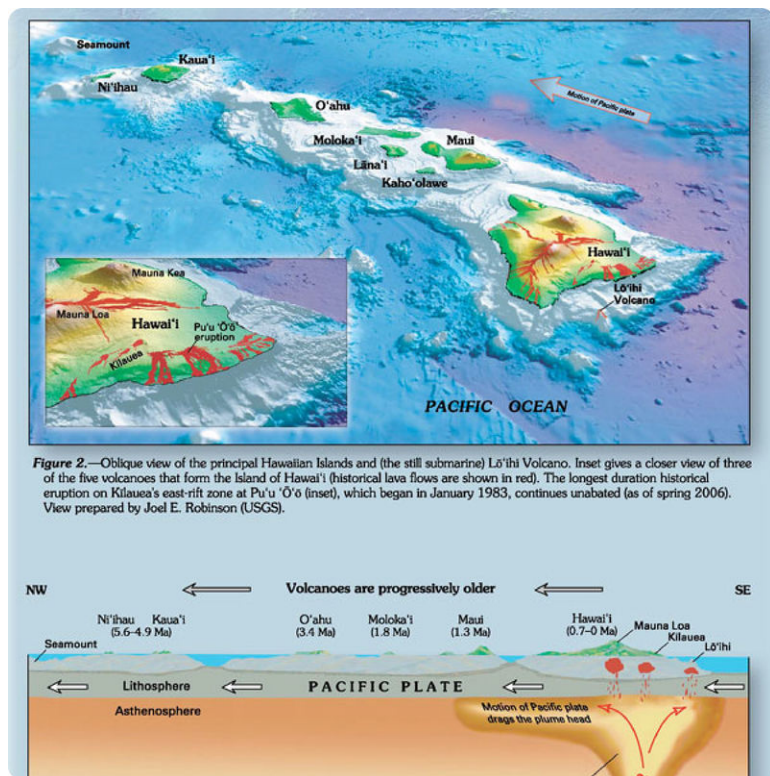 Seamount
Kaua'i
Ni'ihau
O'ahu
Motion of Pacific plate
Moloka'i
Maui
Lāna'i
Kaho'olawe
Hawai'i
Lō'ihi
Volcano
Mauna Kea
Mauna Loa
Hawai'i
Pu'u 'Ō'ō
eruption
Kīlauea
PACIFIC OCEAN
Figure 2.—Oblique view of the principal Hawaiian Islands and (the still submarine) Lō'ihi Volcano. Inset gives a closer view of three
of the five volcanoes that form the Island of Hawai'i (historical lava flows are shown in red). The longest duration historical
eruption on Kīlauea's east-rift zone at Pu'u 'Ō'ō (inset), which began in January 1983, continues unabated (as of spring 2006).
View prepared by Joel E. Robinson (USGS).
NW
Volcanoes are progressively older
SE
Ni'ihau Kaua'i
(5.6-4.9 Ma)
O'ahu
(3.4 Ma)
Moloka'i
(1.8 Ma)
Maui
(1.3 Ma)
Hawai'i
(0.7–0 Ma)
Mauna Loa
Kīlauea
Lō'ihi
Seamount
Lithosphere
PACIFIC PLATE
Asthenosphere
Motion of Pacific plate
drags the plume head